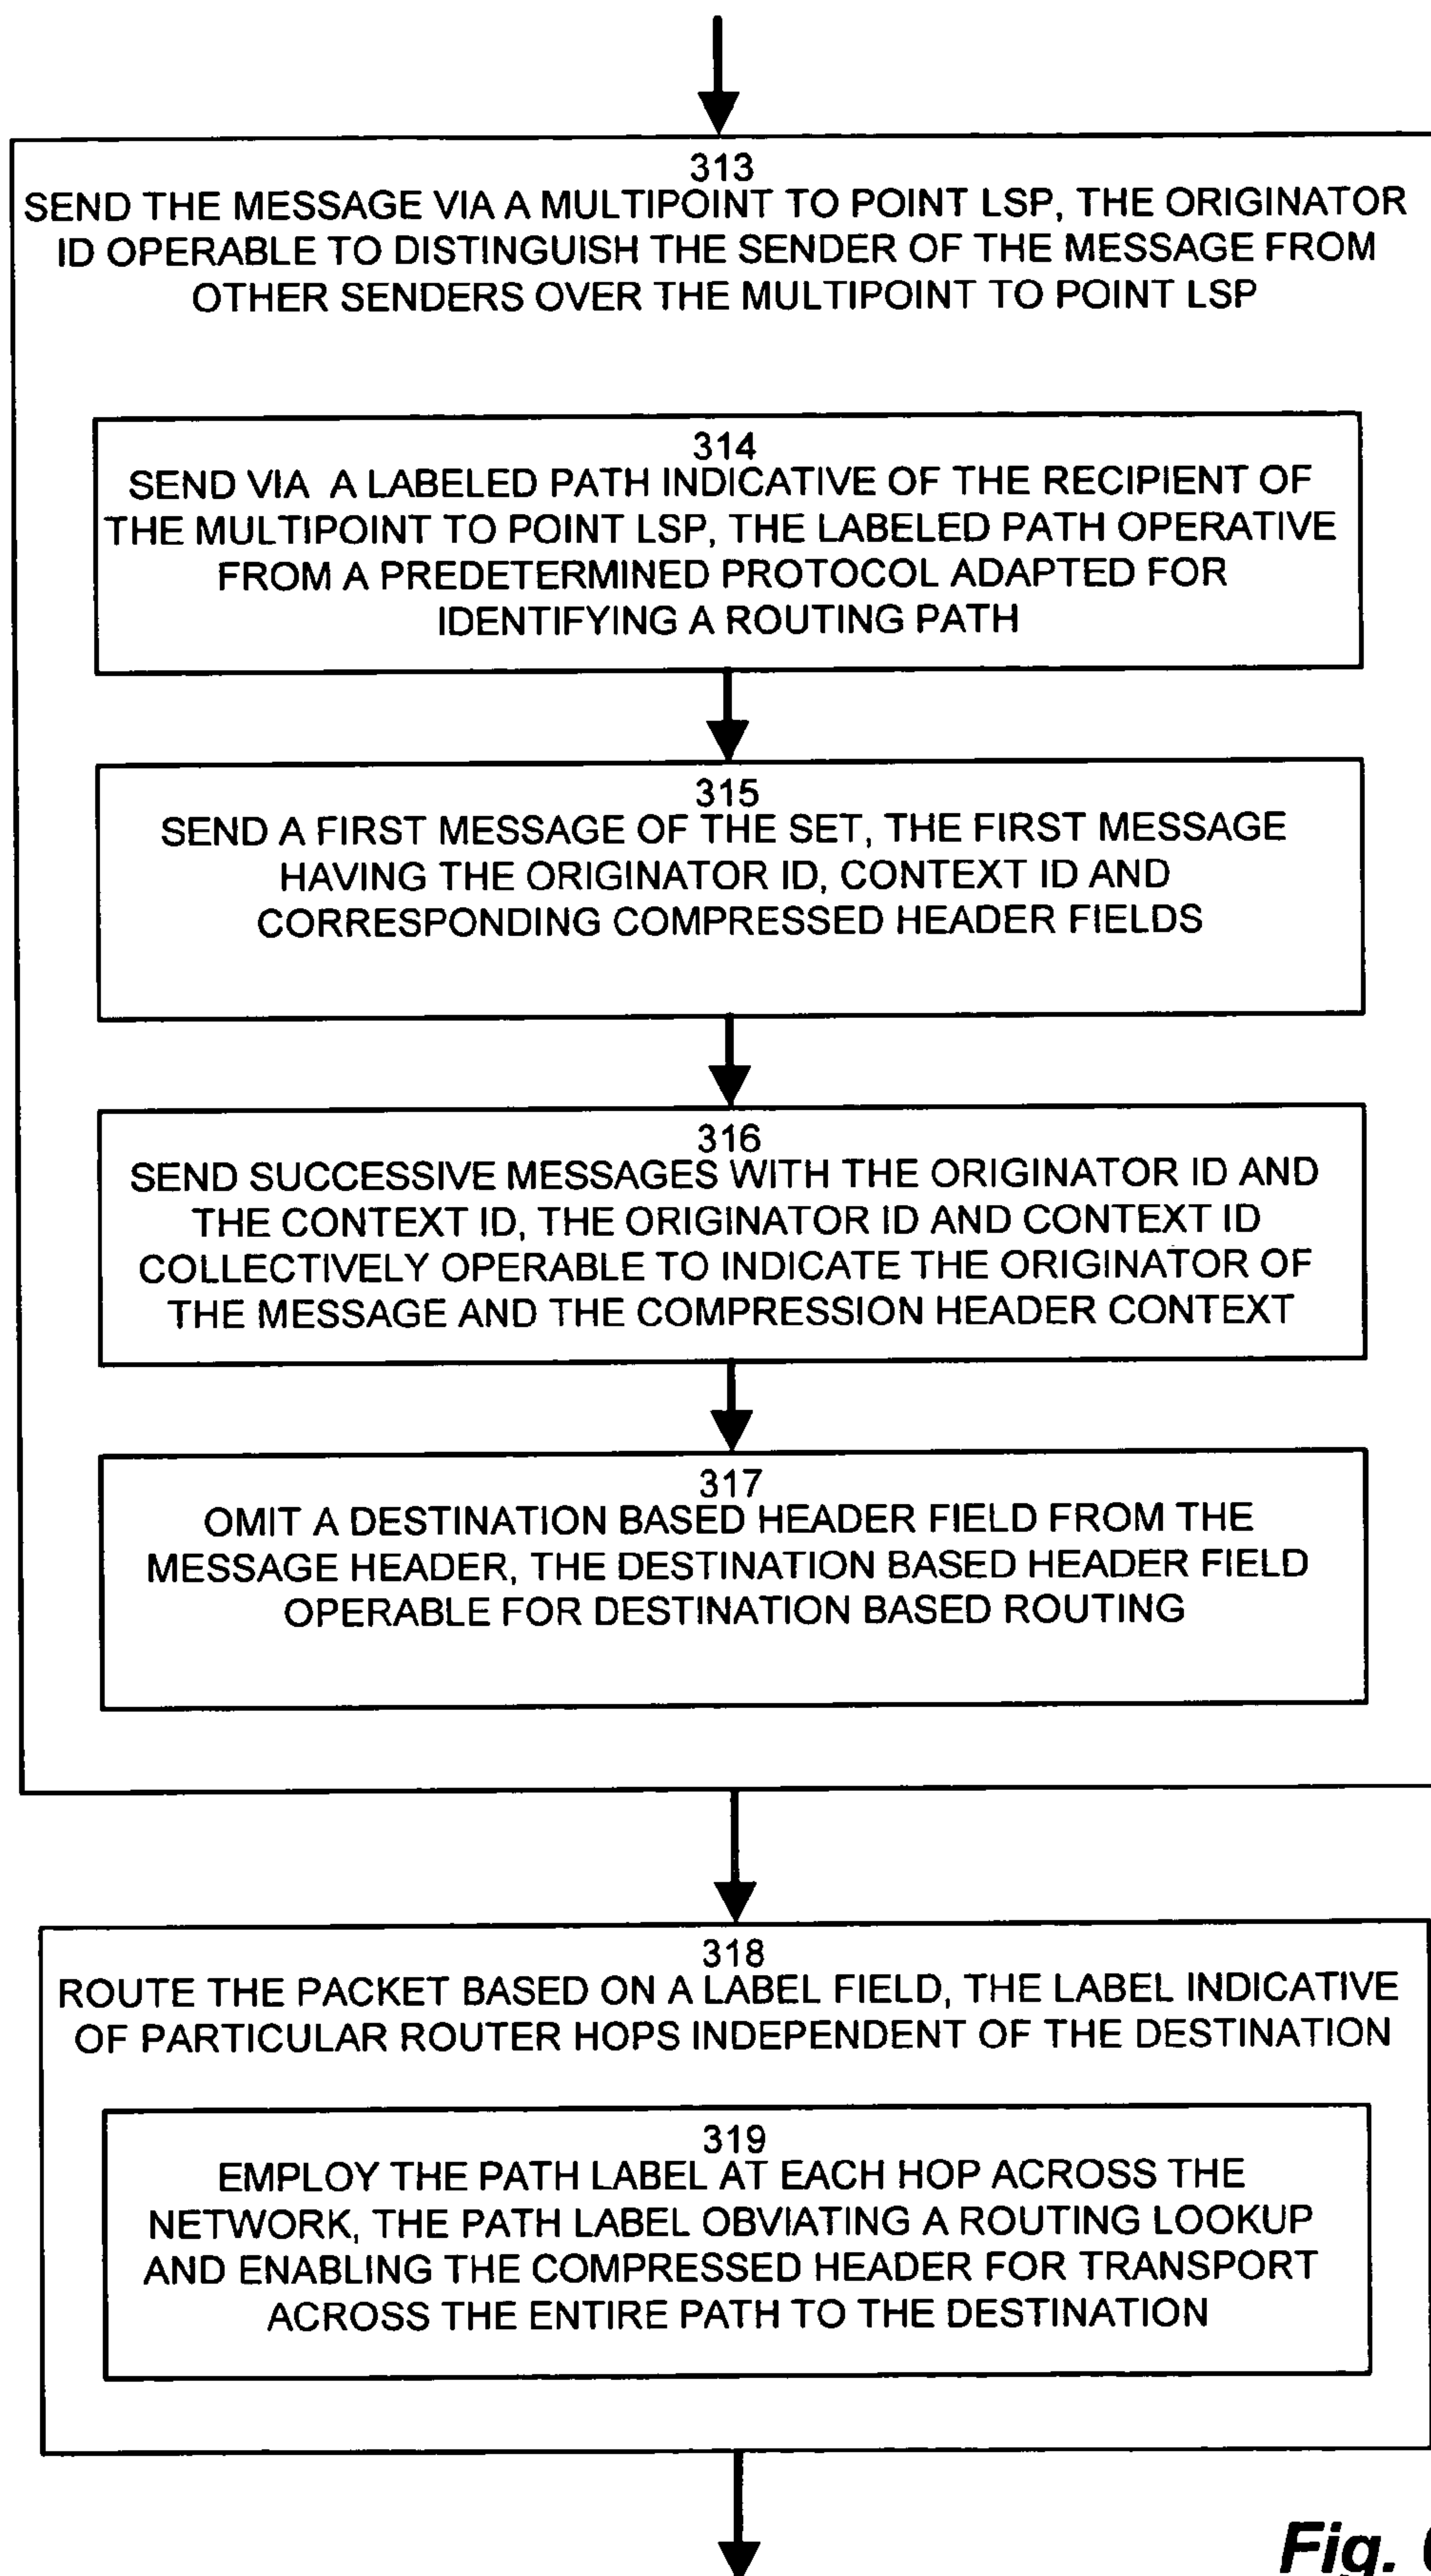 313
SEND THE MESSAGE VIA A MULTIPOINT TO POINT LSP, THE ORIGINATOR
ID OPERABLE TO DISTINGUISH THE SENDER OF THE MESSAGE FROM
OTHER SENDERS OVER THE MULTIPOINT TO POINT LSP
314
SEND VIA A LABELED PATH INDICATIVE OF THE RECIPIENT OF
THE MULTIPOINT TO POINT LSP, THE LABELED PATH OPERATIVE
FROM A PREDETERMINED PROTOCOL ADAPTED FOR
IDENTIFYING A ROUTING PATH
315
SEND A FIRST MESSAGE OF THE SET, THE FIRST MESSAGE
HAVING THE ORIGINATOR ID, CONTEXT ID AND
CORRESPONDING COMPRESSED HEADER FIELDS
316
SEND SUCCESSIVE MESSAGES WITH THE ORIGINATOR ID AND
THE CONTEXT ID, THE ORIGINATOR ID AND CONTEXT ID
COLLECTIVELY OPERABLE TO INDICATE THE ORIGINATOR OF
THE MESSAGE AND THE COMPRESSION HEADER CONTEXT
317
OMIT A DESTINATION BASED HEADER FIELD FROM THE
MESSAGE HEADER, THE DESTINATION BASED HEADER FIELD
OPERABLE FOR DESTINATION BASED ROUTING
318
ROUTE THE PACKET BASED ON A LABEL FIELD, THE LABEL INDICATIVE
OF PARTICULAR ROUTER HOPS INDEPENDENT OF THE DESTINATION
319
EMPLOY THE PATH LABEL AT EACH HOP ACROSS THE
NETWORK, THE PATH LABEL OBVIATING A ROUTING LOOKUP
AND ENABLING THE COMPRESSED HEADER FOR TRANSPORT
ACROSS THE ENTIRE PATH TO THE DESTINATION
Fig.